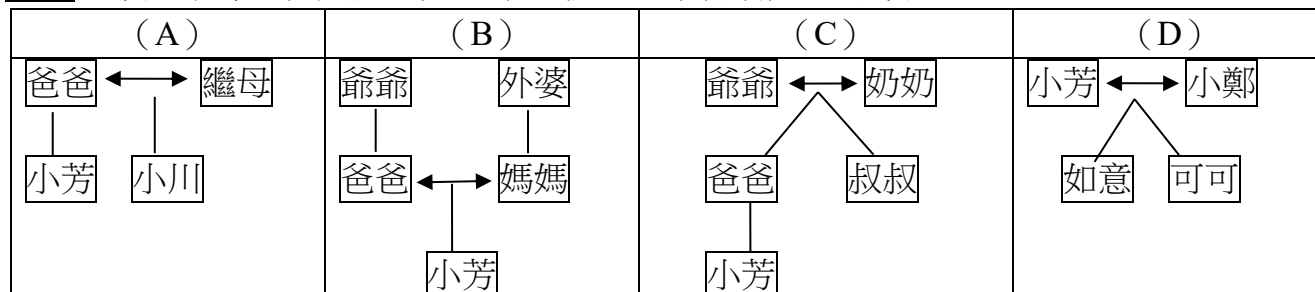 （A）
（B）
（C）
（D）
爸爸 繼母
小芳 小川
爺爺 外婆
爸爸 媽媽
小芳
爺爺 奶奶
爸爸 叔叔
小芳
小芳 小鄭
如意 可可